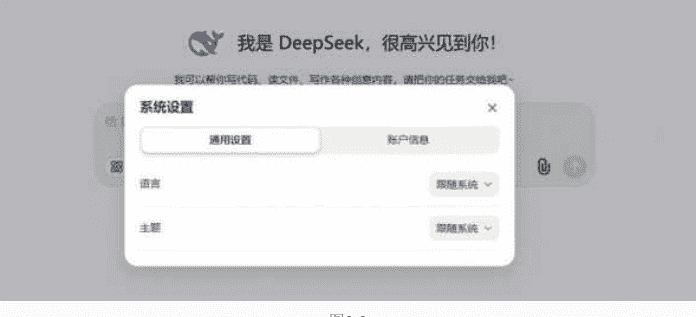 我是 DeepSeek，很高兴见到你！
我可以帮你写代码、读文件、写作各种创意内容，请把你的任务交给我吧~
系统设置
通用设置 账户信息
语言 跟随系统
主题 跟随系统